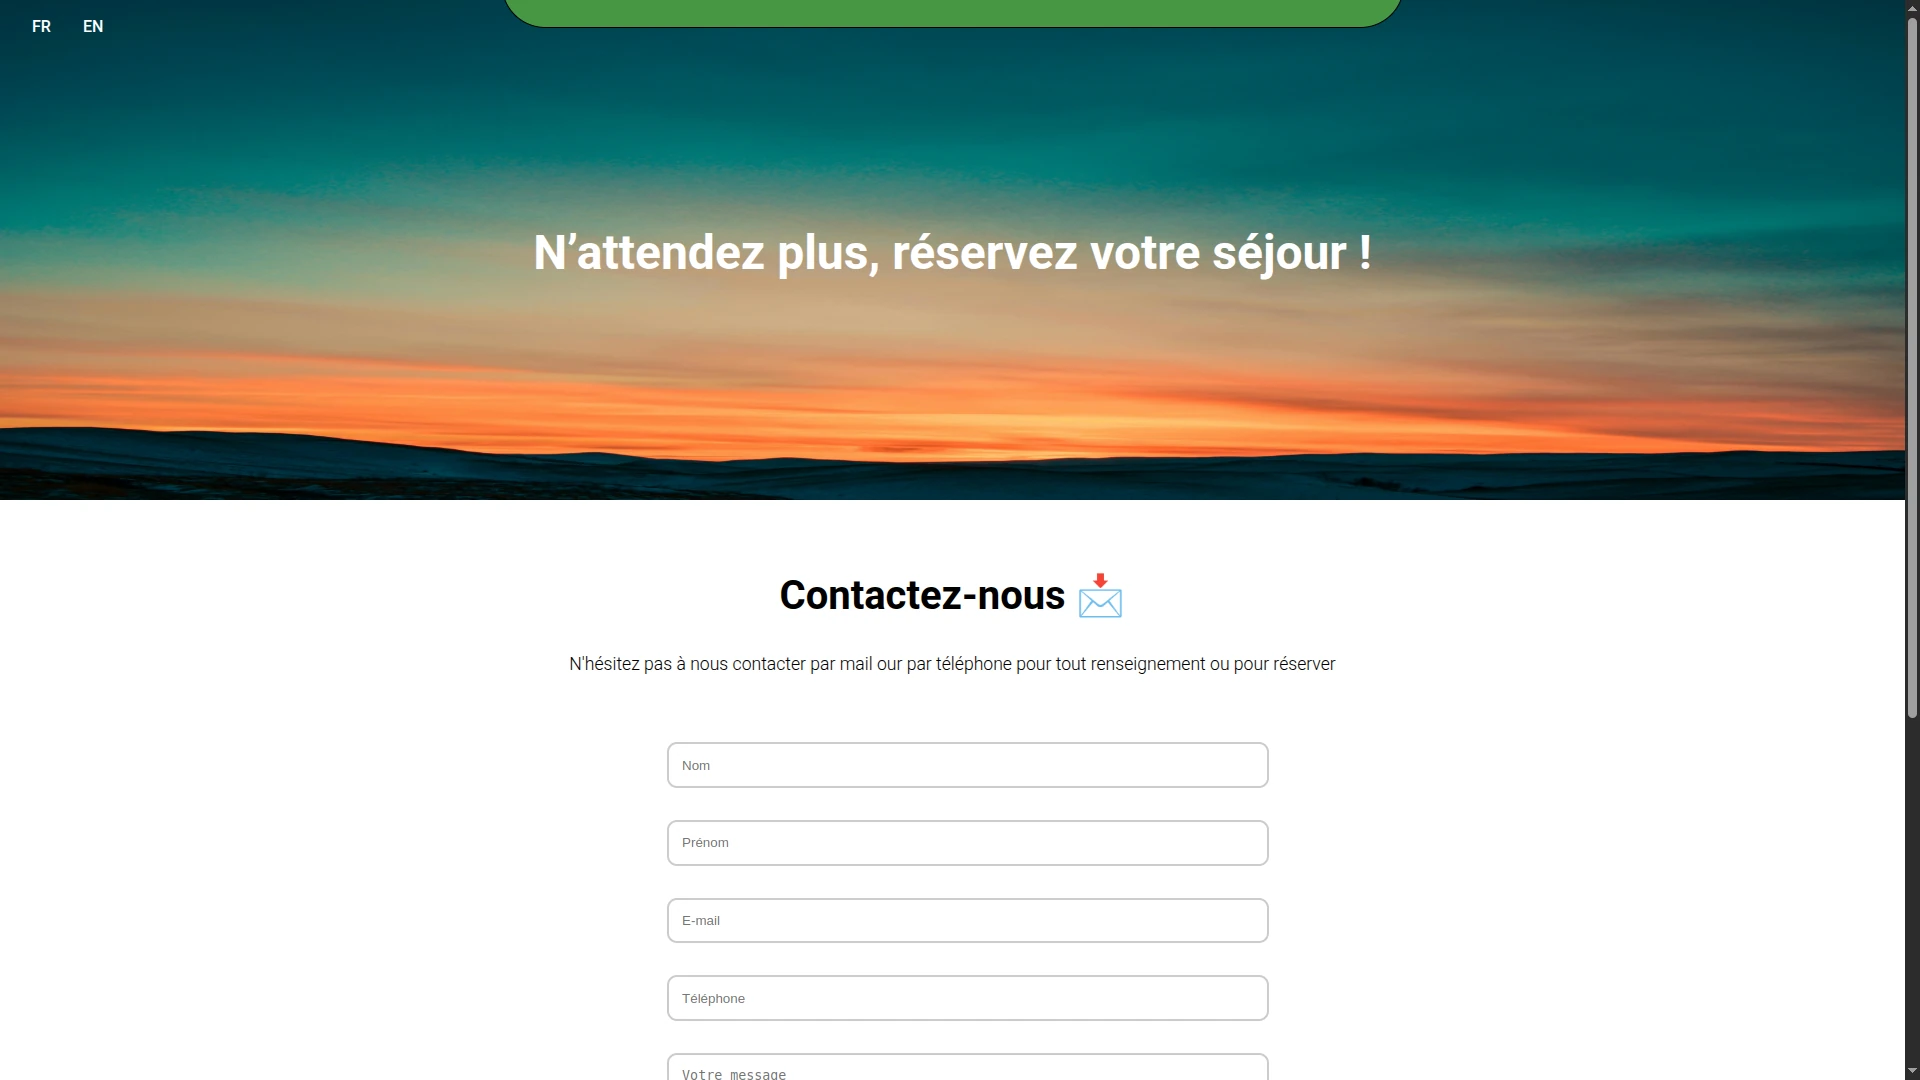 FR EN
N’attendez plus, réservez votre séjour !
Contactez-nous 📩
N'hésitez pas à nous contacter par mail our par téléphone pour tout renseignement ou pour réserver
Nom
Prénom
E-mail
Téléphone
Votre message